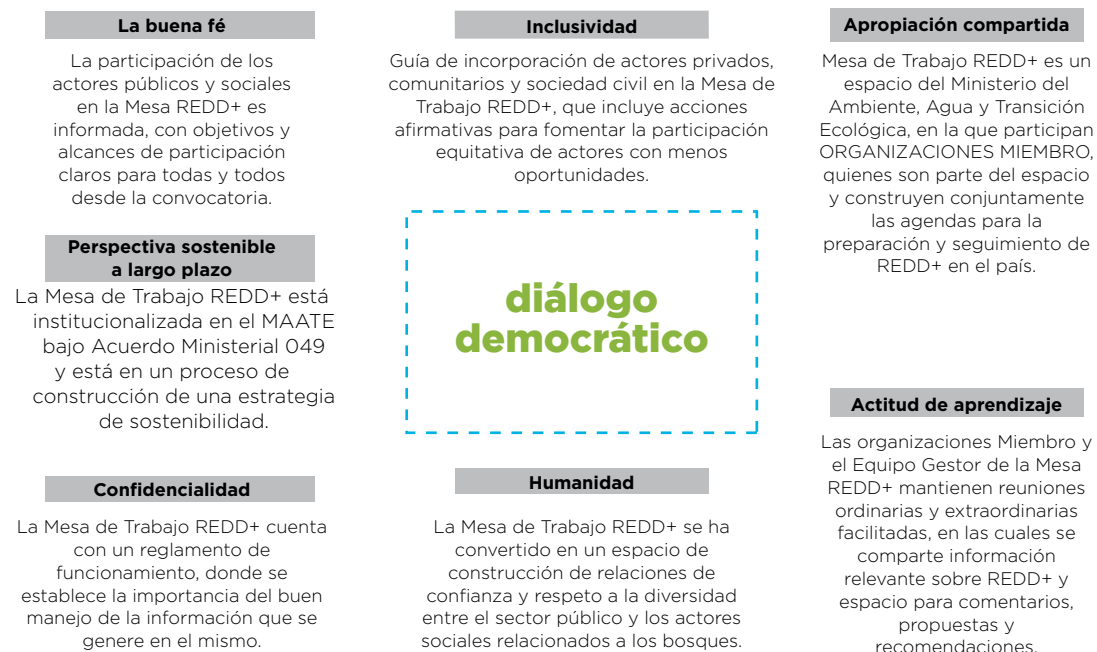 La buena fé
La participación de los
actores públicos y sociales
en la Mesa REDD+ es
informada, con objetivos y
alcances de participación
claros para todas y todos
desde la convocatoria.
Perspectiva sostenible
a largo plazo
La Mesa de Trabajo REDD+ está
institucionalizada en el MAATE
bajo Acuerdo Ministerial 049
y está en un proceso de
construcción de una estrategia
de sostenibilidad.
Confidencialidad
La Mesa de Trabajo REDD+ cuenta
con un reglamento de
funcionamiento, donde se
establece la importancia del buen
manejo de la información que se
genere en el mismo.
Inclusividad
Guía de incorporación de actores privados,
comunitarios y sociedad civil en la Mesa de
Trabajo REDD+, que incluye acciones
afirmativas para fomentar la participación
equitativa de actores con menos
oportunidades.
diálogo
democrático
Humanidad
La Mesa de Trabajo REDD+ se ha
convertido en un espacio de
construcción de relaciones de
confianza y respeto a la diversidad
entre el sector público y los actores
sociales relacionados a los bosques.
Apropiación compartida
Mesa de Trabajo REDD+ es un
espacio del Ministerio del
Ambiente, Agua y Transición
Ecológica, en la que participan
ORGANIZACIONES MIEMBRO,
quienes son parte del espacio
y construyen conjuntamente
las agendas para la
preparación y seguimiento de
REDD+ en el país.
Actitud de aprendizaje
Las organizaciones Miembro y
el Equipo Gestor de la Mesa
REDD+ mantienen reuniones
ordinarias y extraordinarias
facilitadas, en las cuales se
comparte información
relevante sobre REDD+ y
espacio para comentarios,
propuestas y
recomendaciones.